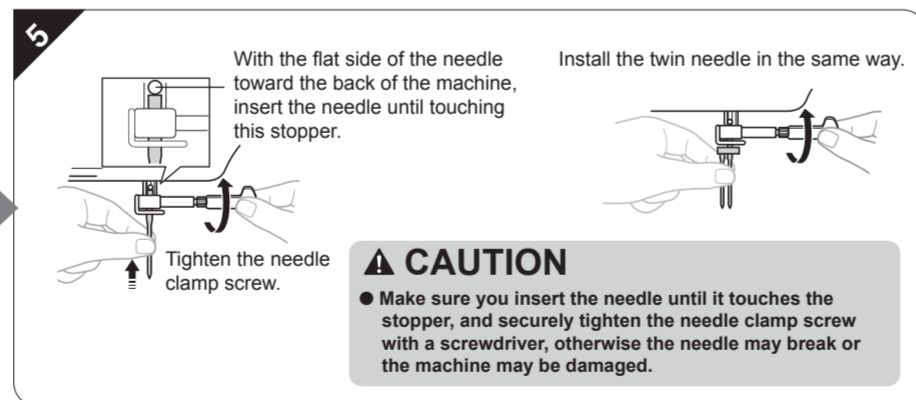 5
With the flat side of the needle
toward the back of the machine,
insert the needle until touching
this stopper.
Tighten the needle
clamp screw.
Install the twin needle in the same way.
CAUTION
● Make sure you insert the needle until it touches the
stopper, and securely tighten the needle clamp screw
with a screwdriver, otherwise the needle may break or
the machine may be damaged.